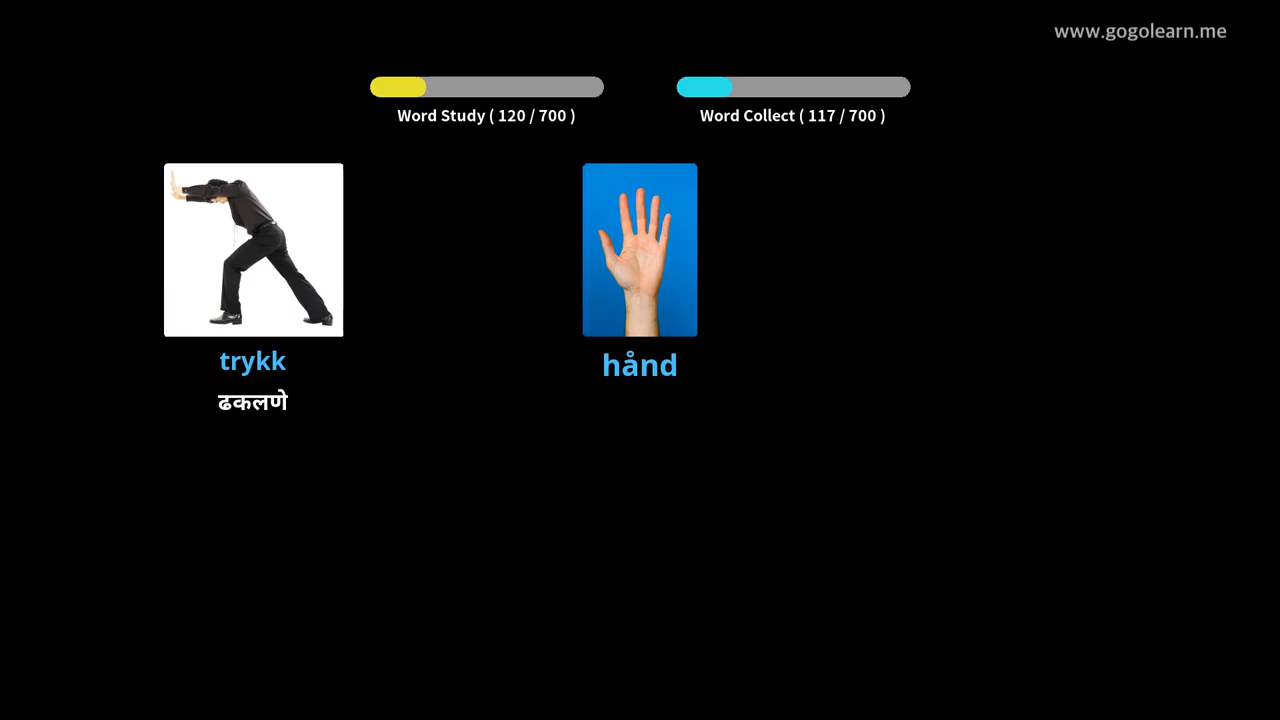 www.gogolearn.me
Word Study ( 120 / 700 )
Word Collect ( 117 / 700 )
trykk
ढकलणे
hånd